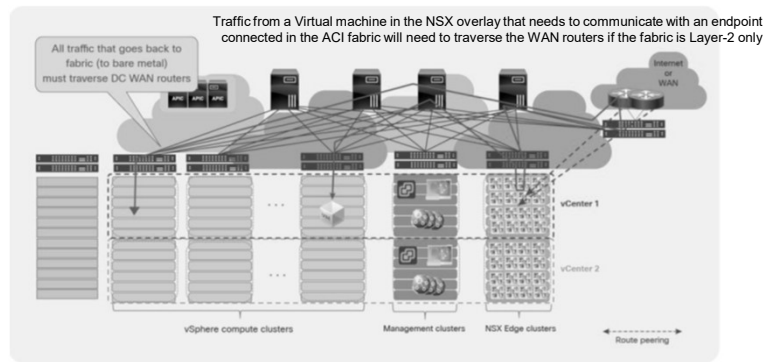 Traffic from a Virtual machine in the NSX overlay that needs to communicate with an endpoint
connected in the ACI fabric will need to traverse the WAN routers if the fabric is Layer-2 only
All traffic that goes back to
fabric (to bare metal)
must traverse DC WAN routers
Internet
or
WAN
APIC APIC APIC
...
vCenter 1
...
vCenter 2
vSphere compute clusters
Management clusters
NSX Edge clusters
Route peering